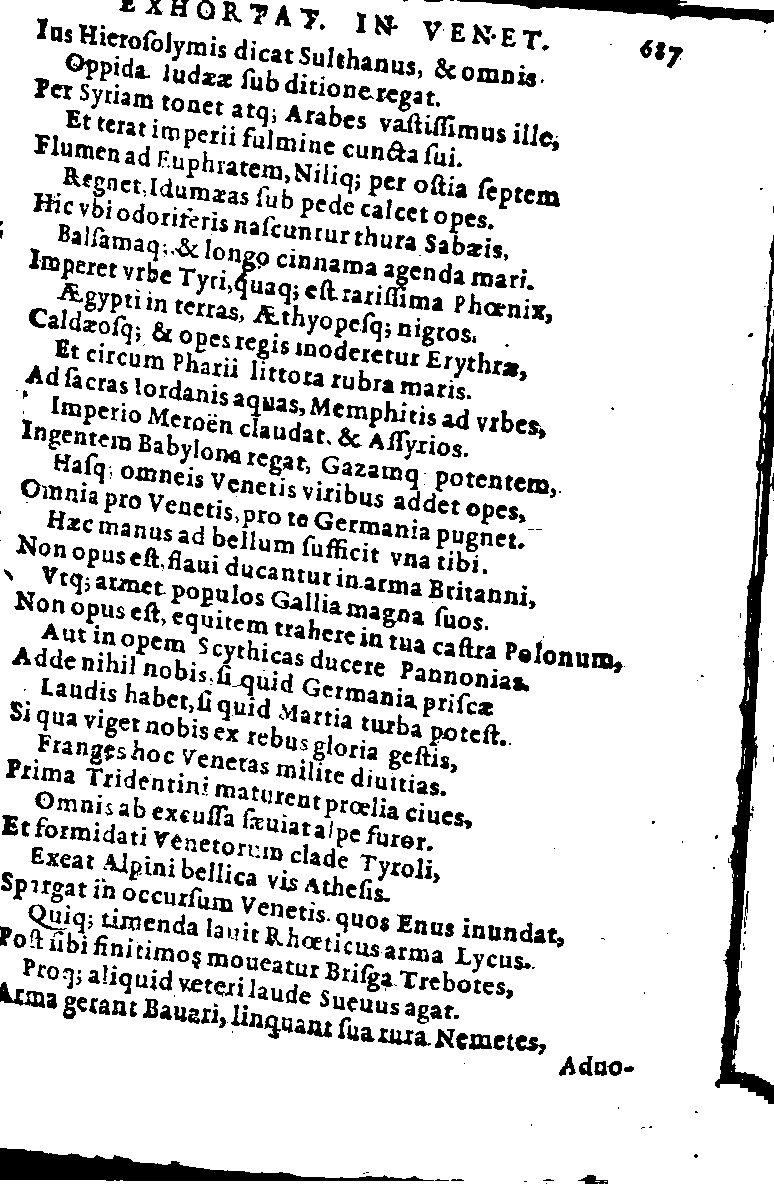 EXHORTAT. IN VENET. 687
Ius Hieroſolymis dicat Sulthanus, & omnis
Oppida Iudææ ſub ditione regat.
Per Syriam tonet atq; Arabes vaſtiſſimus ille,
Et terat imperii fulmine cuncta ſui.
Flumen ad Euphratem, Niliq; per oſtia ſeptem
Regnet, Idumæas ſub pede calcet opes.
Hic vbi odoriferis naſcuntur thura Sabæis,
Balſamaq; & longo cinnama agenda mari.
Imperet vrbe Tyri, quaq; eſt rariſſima Phœnix,
Ægypti in terras, Æthyopeſq; nigros.
Caldæoſq; & opes regis moderetur Erythræ,
Et circum Pharii littora rubra maris.
Ad ſacras Iordanis aquas, Memphitis ad vrbes,
Imperio Meroën claudat, & Aſſyrios.
Ingentem Babylona regat, Gazamq potentem,
Haſq; omneis Venetis viribus addet opes,
Omnia pro Venetis, pro te Germania pugnet.
Hæc manus ad bellum ſufficit vna tibi.
Non opus eſt, flaui ducantur in arma Britanni,
Vtq; armet populos Gallia magna ſuos.
Non opus eſt, equitem trahere in tua caſtra Polonum,
Aut in opem Scythicas ducere Pannonias.
Adde nihil nobis, ſi quid Germania priſcæ
Laudis habet, ſi quid Martia turba poteſt.
Si qua viget nobis ex rebus gloria geſtis,
Franges hoc Venetas milite diuitias.
Prima Tridentini maturent prœlia ciues,
Omnis ab excuſſa ſæuiat alpe furor.
Et formidati Venetorum clade Tyroli,
Exeat Alpini bellica vis Atheſis.
Spargat in occurſum Venetis quos Enus inundat,
Quiq; timenda lauit Rhœticus arma Lycus.
Poſt ſibi finitimos moueatur Briſga Trebotes,
Proq; aliquid veteri laude Sueuus agat.
Arma gerant Bauari, linquant ſua rura Nemetes,
Aduo-